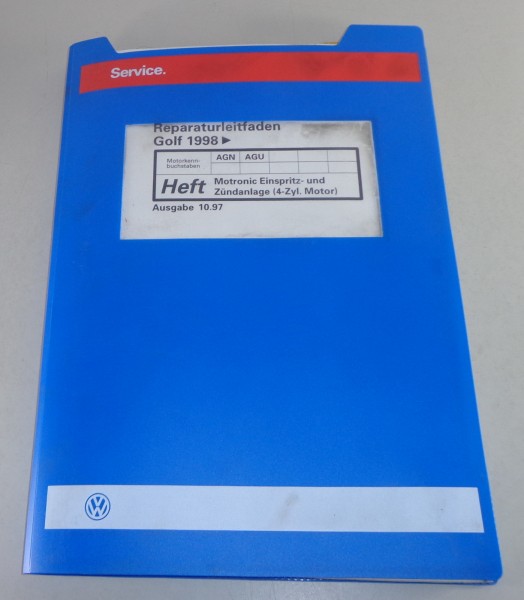 Service.
Reparaturleitfaden
Golf 1998 ►
Motorkenn-
buchstaben
AGN AGU
Heft
Motronic Einspritz- und
Zündanlage (4-Zyl. Motor)
Ausgabe 10.97